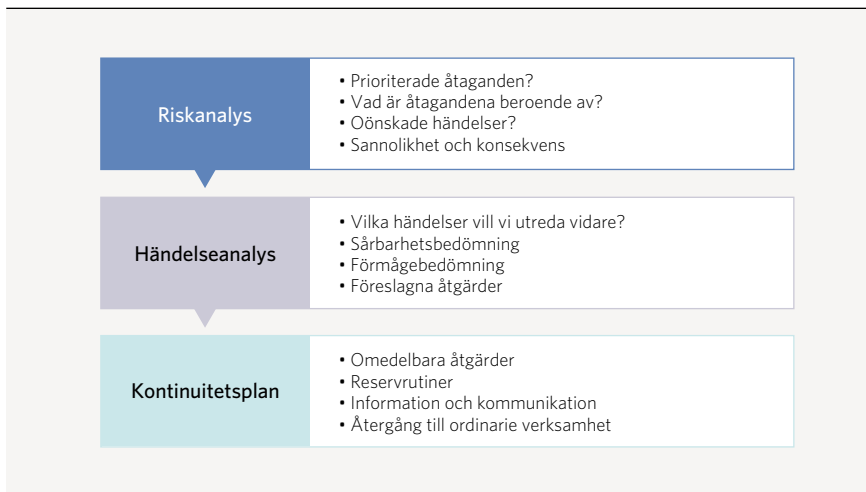 Riskanalys
• Prioriterade åtaganden?
• Vad är åtagandena beroende av?
• Oönskade händelser?
• Sannolikhet och konsekvens
Händelseanalys
• Vilka händelser vill vi utreda vidare?
• Sårbarhetsbedömning
• Förmågebedömning
• Föreslagna åtgärder
Kontinuitetsplan
• Omedelbara åtgärder
• Reservrutiner
• Information och kommunikation
• Återgång till ordinarie verksamhet